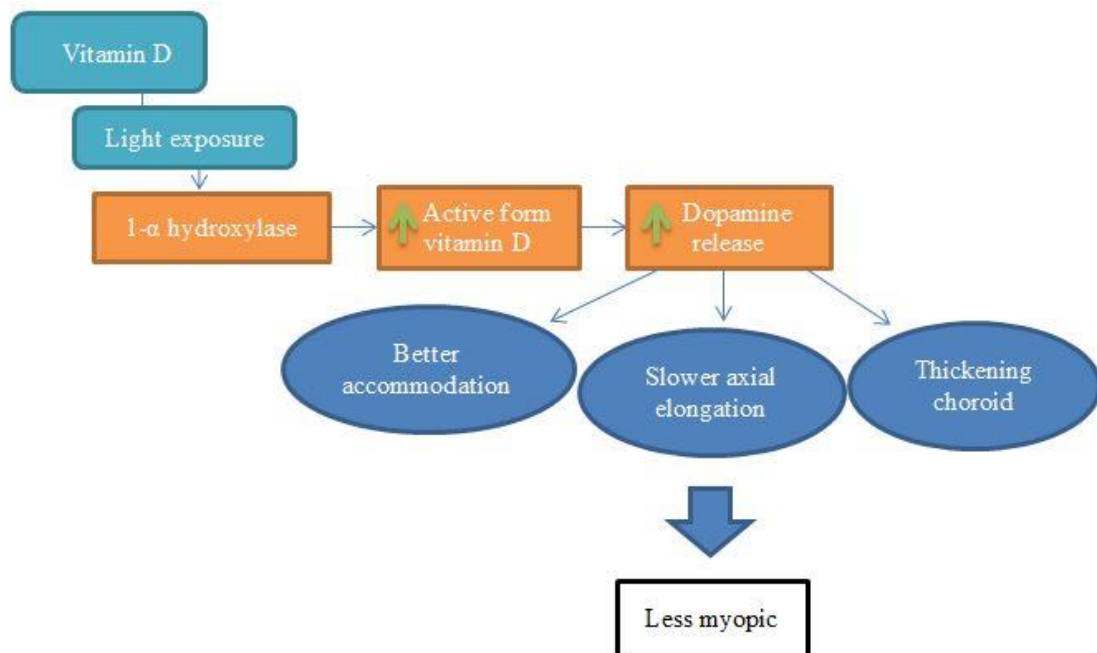 Vitamin D
Light exposure
1-α hydroxylase
Active form
vitamin D
Dopamine
release
Better
accommodation
Slower axial
elongation
Thickening
choroid
Less myopic